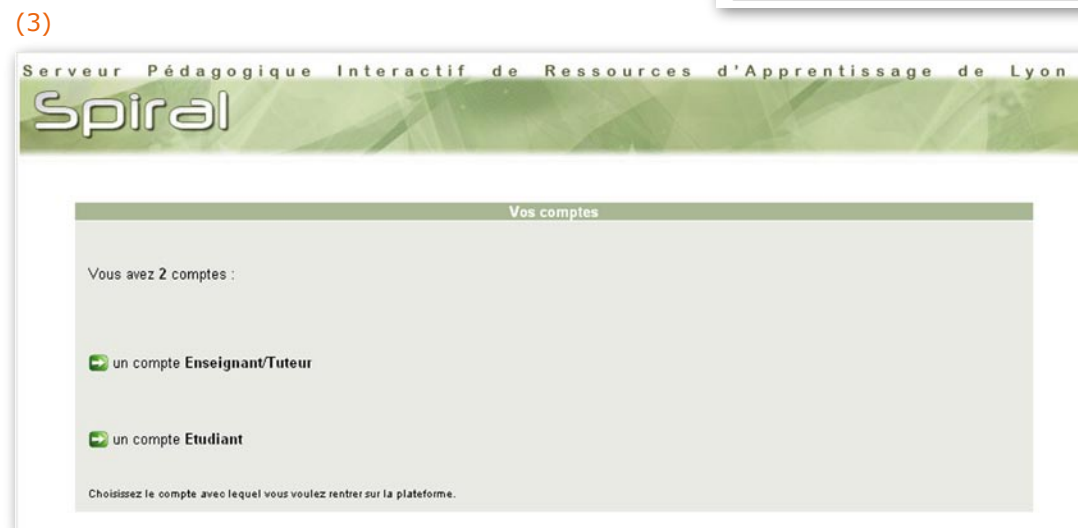 (3)
Serveur Pédagogique Interactif de Ressources d'Apprentissage de Lyon
Spiral
Vos comptes
Vous avez 2 comptes :
un compte Enseignant/Tuteur
un compte Etudiant
Choisissez le compte avec lequel vous voulez rentrer sur la plateforme.